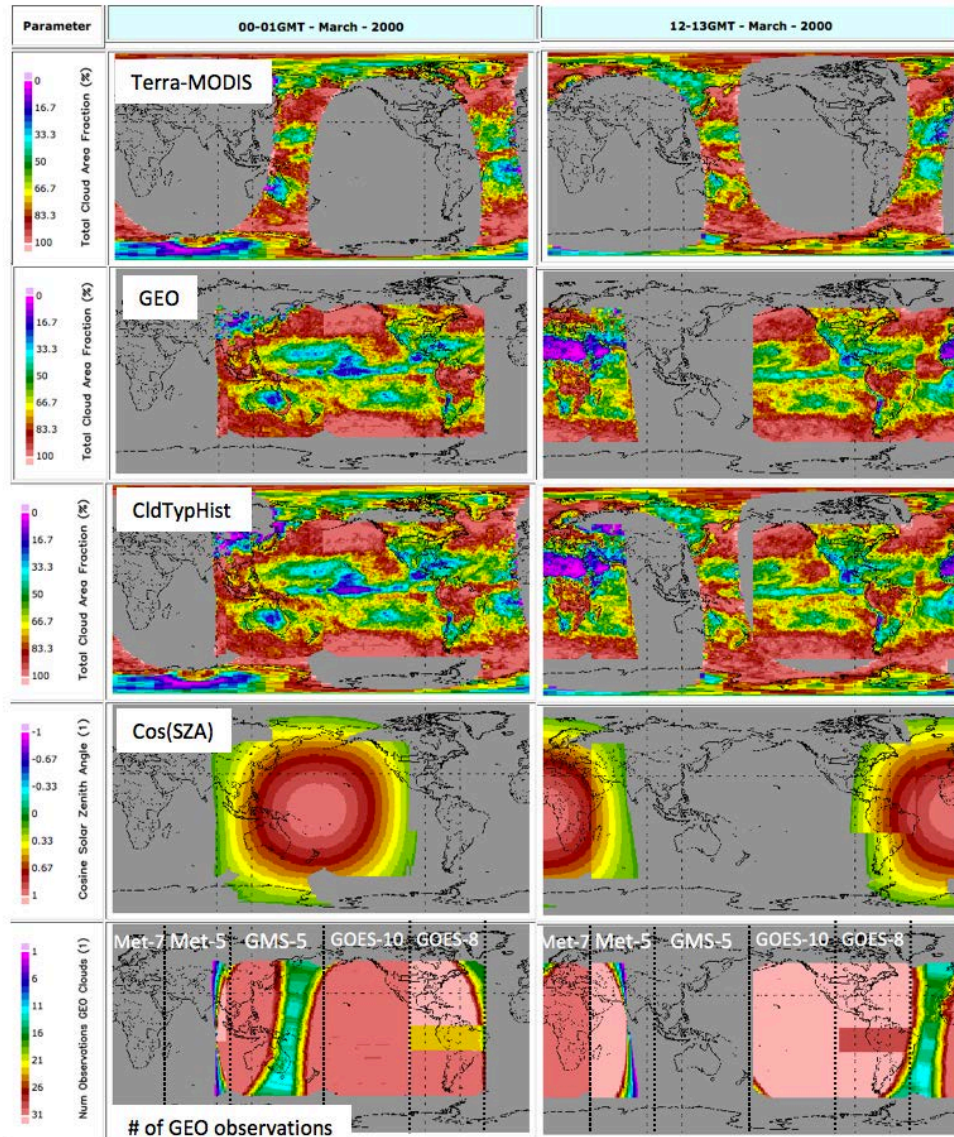 Parameter
00-01GMT - March - 2000
12-13GMT - March - 2000
Total Cloud Area Fraction (%)
0
16.7
33.3
50
66.7
83.3
100
Terra-MODIS
Total Cloud Area Fraction (%)
0
16.7
33.3
50
66.7
83.3
100
GEO
Total Cloud Area Fraction (%)
0
16.7
33.3
50
66.7
83.3
100
CldTypHist
Cosine Solar Zenith Angle (1)
-1
-0.67
-0.33
0
0.33
0.67
1
Cos(SZA)
Num Observations GEO Clouds (1)
1
6
11
16
21
26
31
Met-7 Met-5 GMS-5 GOES-10 GOES-8
Met-7 Met-5 GMS-5 GOES-10 GOES-8
# of GEO observations